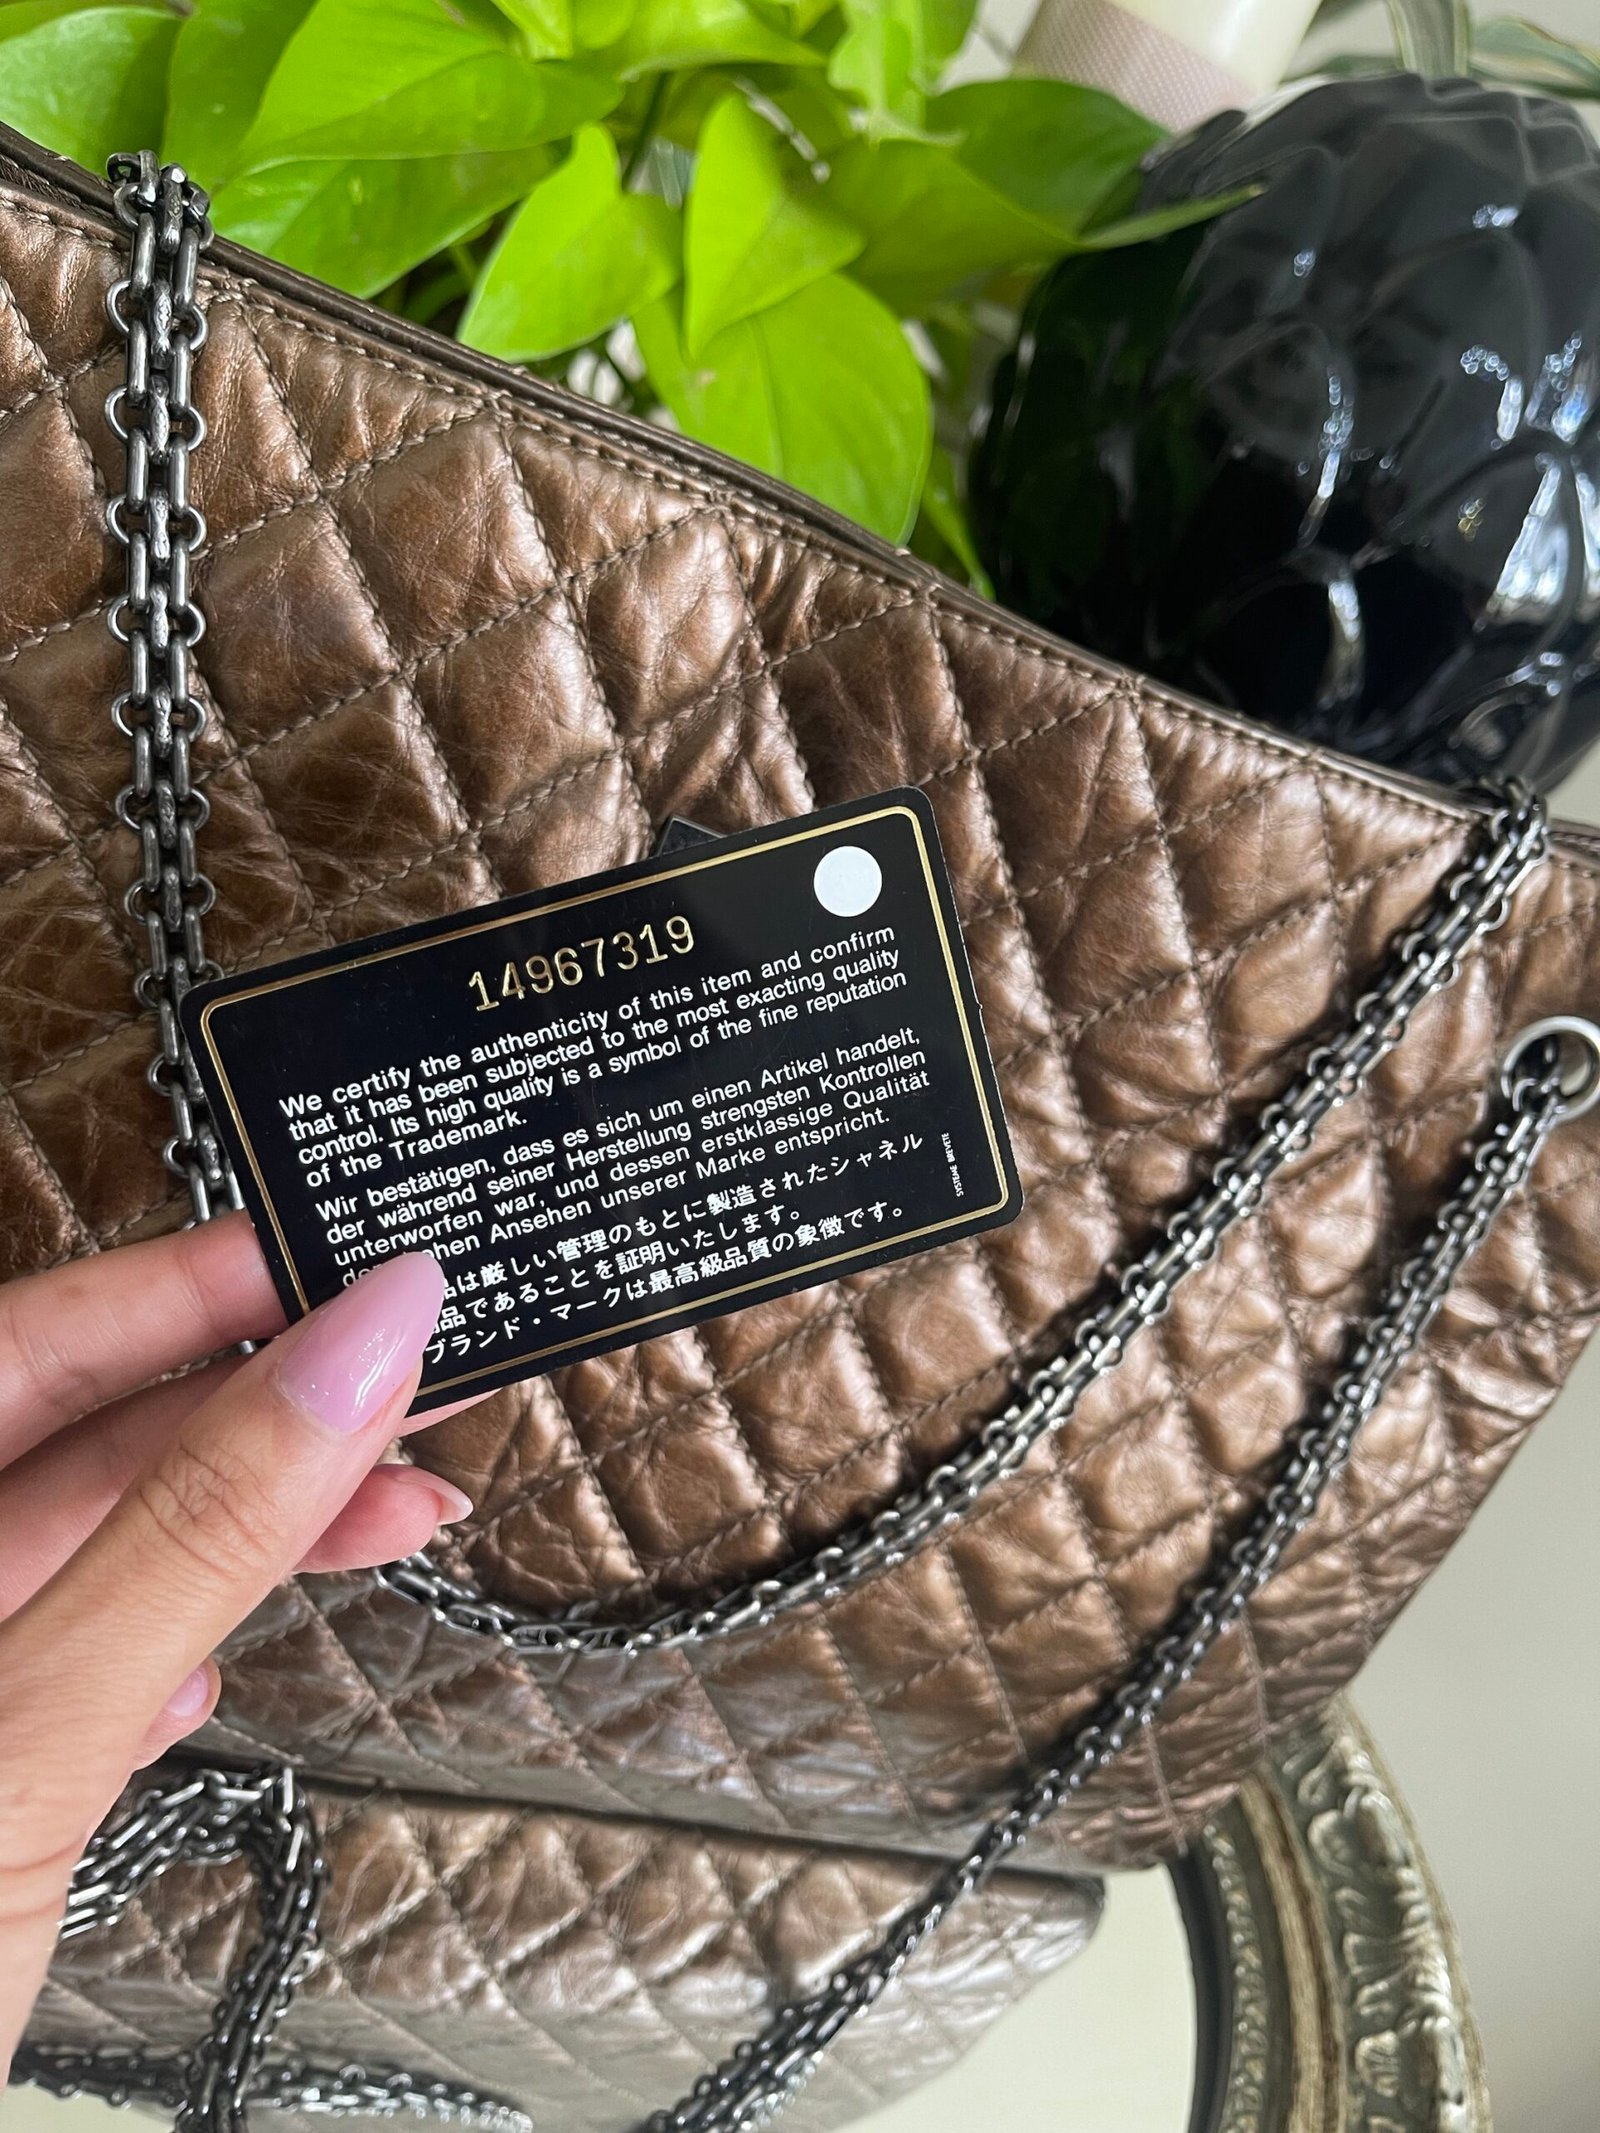 14967319
We certify the authenticity of this item and confirm
that it has been subjected to the most exacting quality
control. Its high quality is a symbol of the fine reputation
of the Trademark.
Wir bestätigen, dass es sich um einen Artikel handelt,
der während seiner Herstellung strengsten Kontrollen
unterworfen war, und dessen erstklassige Qualität
Ansehen unserer Marke entspricht.
品は厳しい管理のもとに製造されたシャネル
品であることを証明いたします。
ブランド・マークは最高級品質の象徴です。
SYSTEME BREVETE